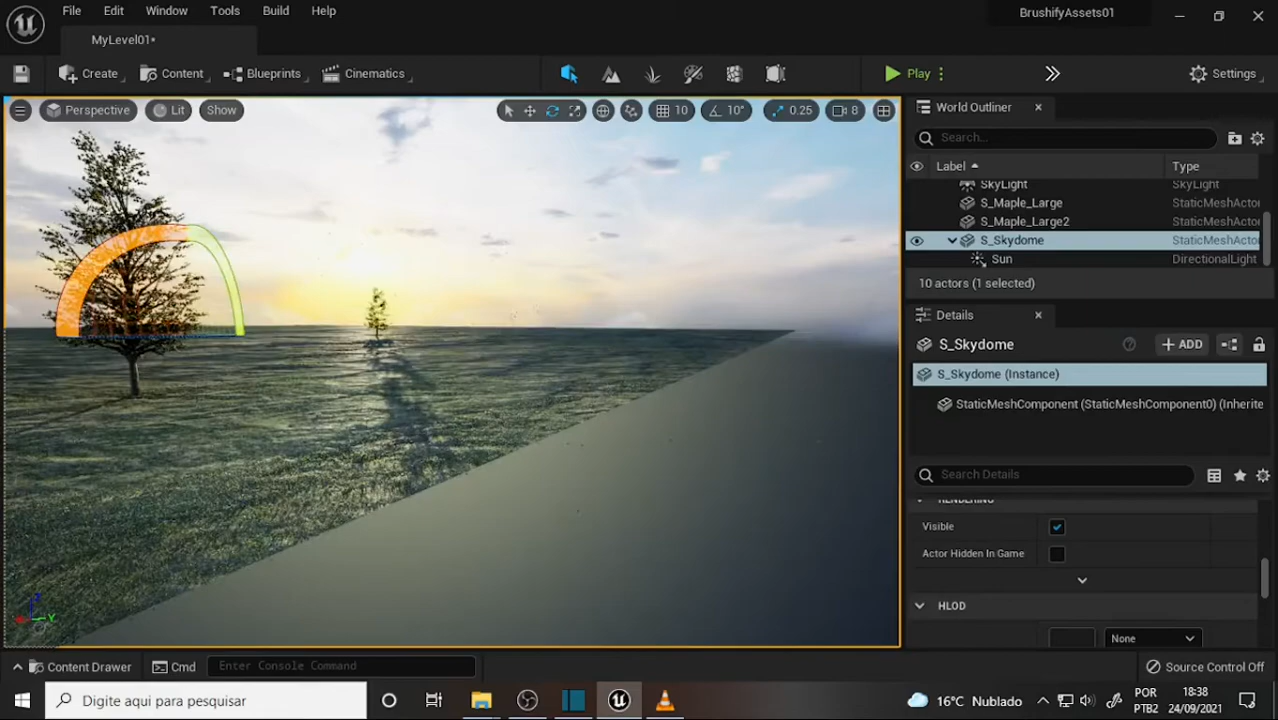 File Edit Window Tools Build Help
BrushifyAssets01
MyLevel01*
Create Content Blueprints Cinematics Play Settings
Perspective Lit Show 10 10° 0.25 8
World Outliner
Search...
Label Type
SkyLight SkyLight
S_Maple_Large StaticMeshActo
S_Maple_Large2 StaticMeshActo
S_Skydome StaticMeshActo
Sun DirectionalLight
10 actors (1 selected)
Details
S_Skydome + ADD
S_Skydome (Instance)
StaticMeshComponent (StaticMeshComponent0) (Inherite
Search Details
RENDERING
Visible
Actor Hidden In Game
HLOD
None
Content Drawer Cmd Enter Console Command Source Control Off
Digite aqui para pesquisar
16°C Nublado
POR
PTB2
18:38
24/09/2021